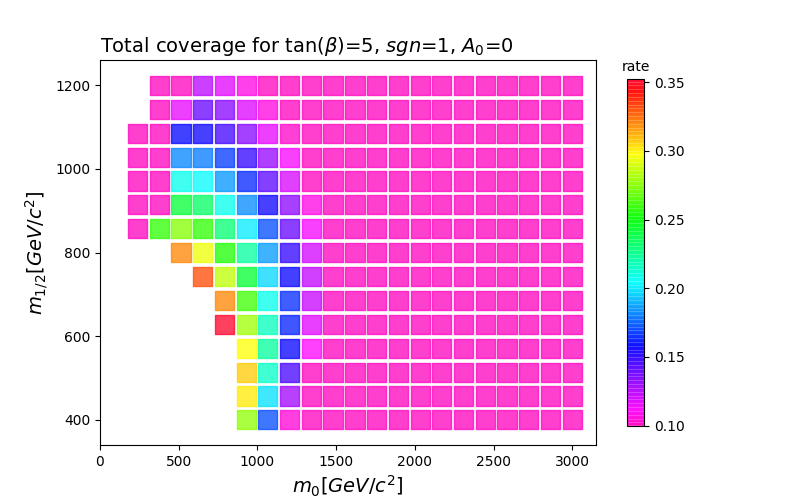 Total coverage for tan(β)=5, sgn=1, A₀=0
rate
1200
1000
800
600
400
m₁/₂[GeV/c²]
0 500 1000 1500 2000 2500 3000
m₀[GeV/c²]
0.35
0.30
0.25
0.20
0.15
0.10